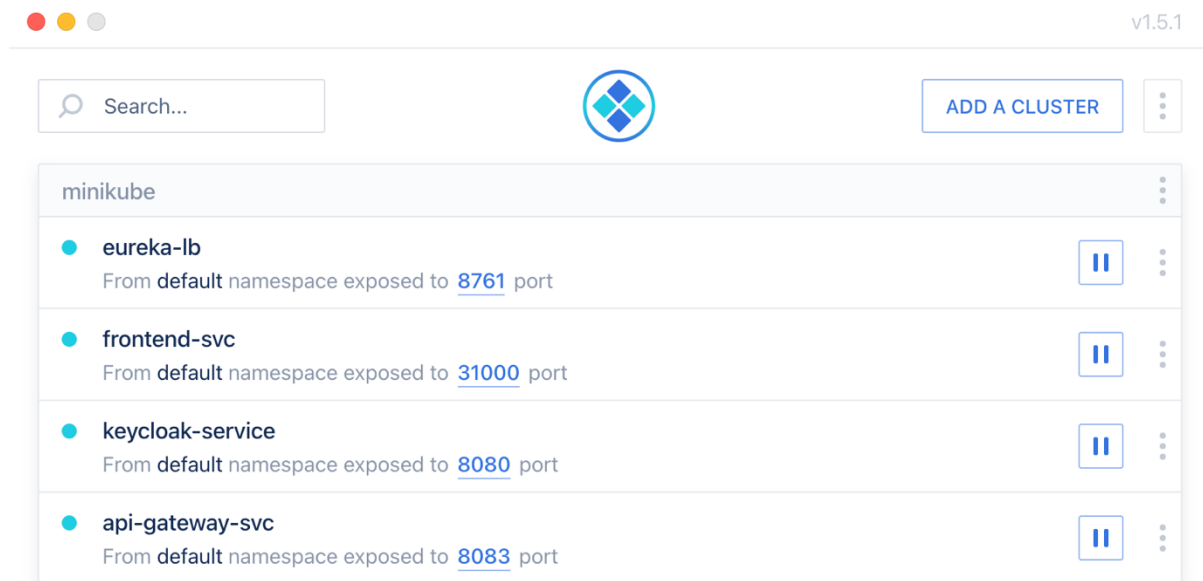 v1.5.1
Search...
ADD A CLUSTER
minikube
eureka-lb
From default namespace exposed to 8761 port
frontend-svc
From default namespace exposed to 31000 port
keycloak-service
From default namespace exposed to 8080 port
api-gateway-svc
From default namespace exposed to 8083 port